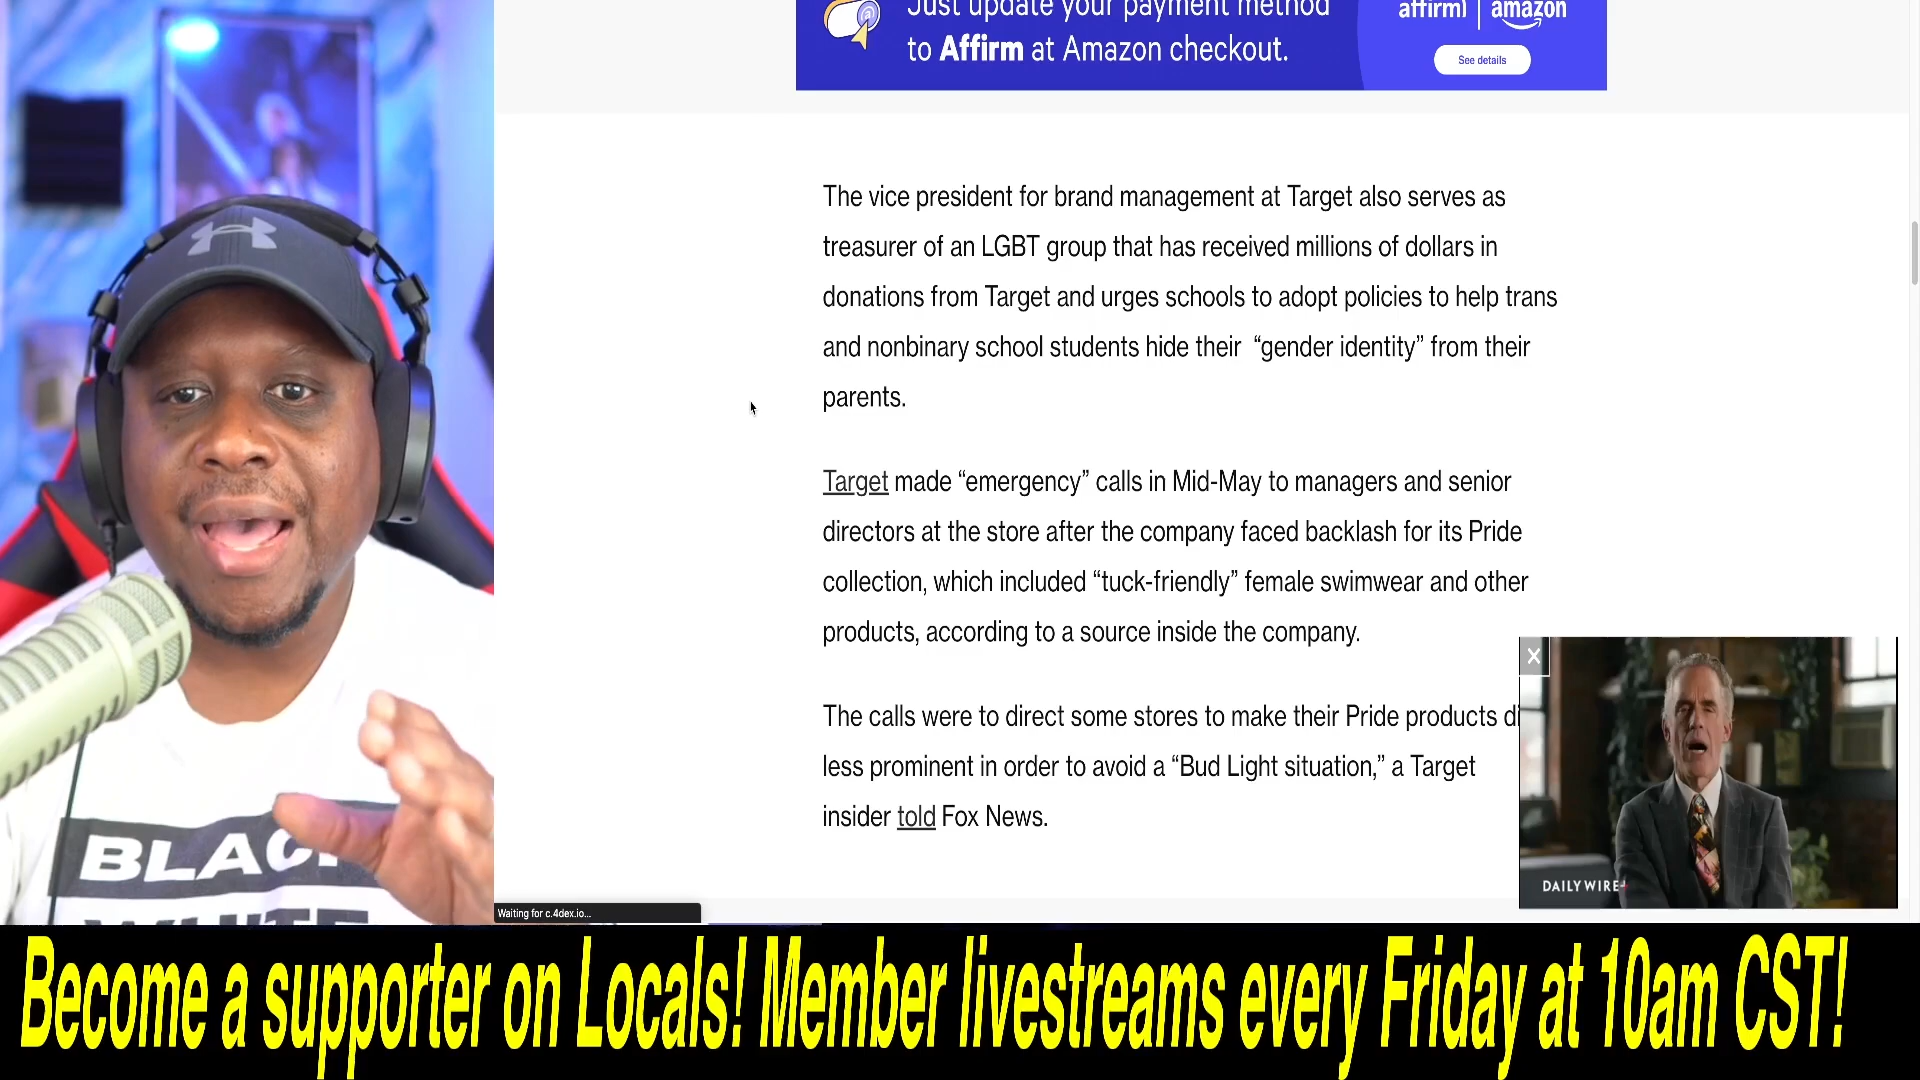 Just update your payment method
to Affirm at Amazon checkout.
affirm | amazon
See details
The vice president for brand management at Target also serves as
treasurer of an LGBT group that has received millions of dollars in
donations from Target and urges schools to adopt policies to help trans
and nonbinary school students hide their “gender identity” from their
parents.
Target made “emergency” calls in Mid-May to managers and senior
directors at the store after the company faced backlash for its Pride
collection, which included “tuck-friendly” female swimwear and other
products, according to a source inside the company.
The calls were to direct some stores to make their Pride products di
less prominent in order to avoid a “Bud Light situation,” a Target
insider told Fox News.
X
DAILYWIRE+
BLACK
WHITE
Waiting for c.4dex.io...
Become a supporter on Locals! Member livestreams every Friday at 10am CST!